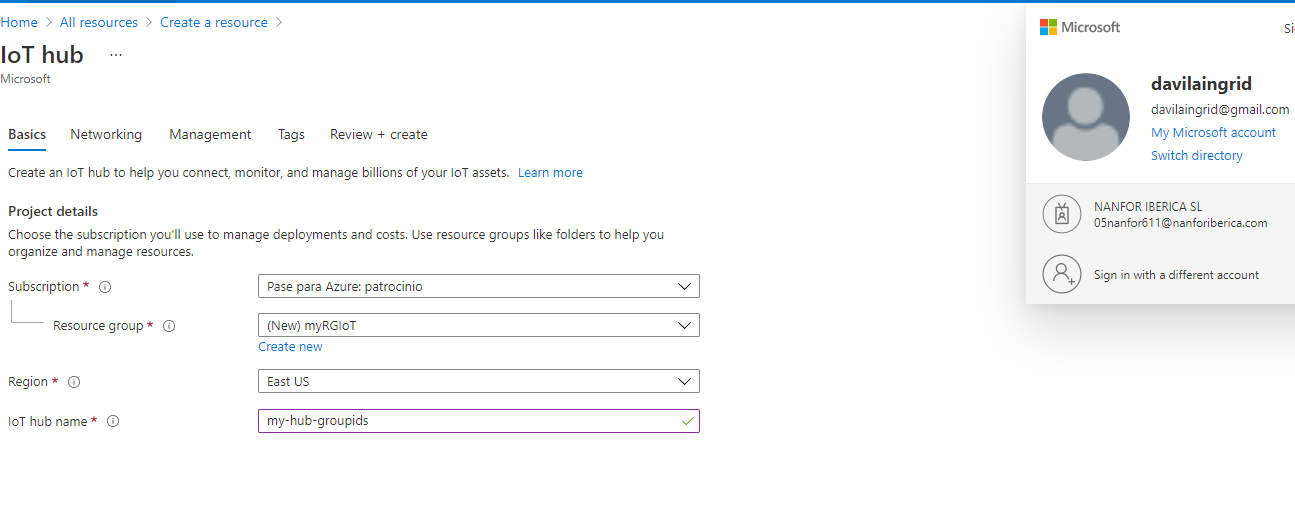 Home > All resources > Create a resource >
IoT hub ...
Microsoft
Basics Networking Management Tags Review + create
Create an IoT hub to help you connect, monitor, and manage billions of your IoT assets. Learn more
Project details
Choose the subscription you'll use to manage deployments and costs. Use resource groups like folders to help you
organize and manage resources.
Subscription *
Pase para Azure: patrocinio
Resource group *
(New) myRGIoT
Create new
Region *
East US
IoT hub name *
my-hub-groupids
Microsoft
davilaingrid
davilaingrid@gmail.com
My Microsoft account
Switch directory
NANFOR IBERICA SL
05nanfor611@nanforiberica.com
Sign in with a different account